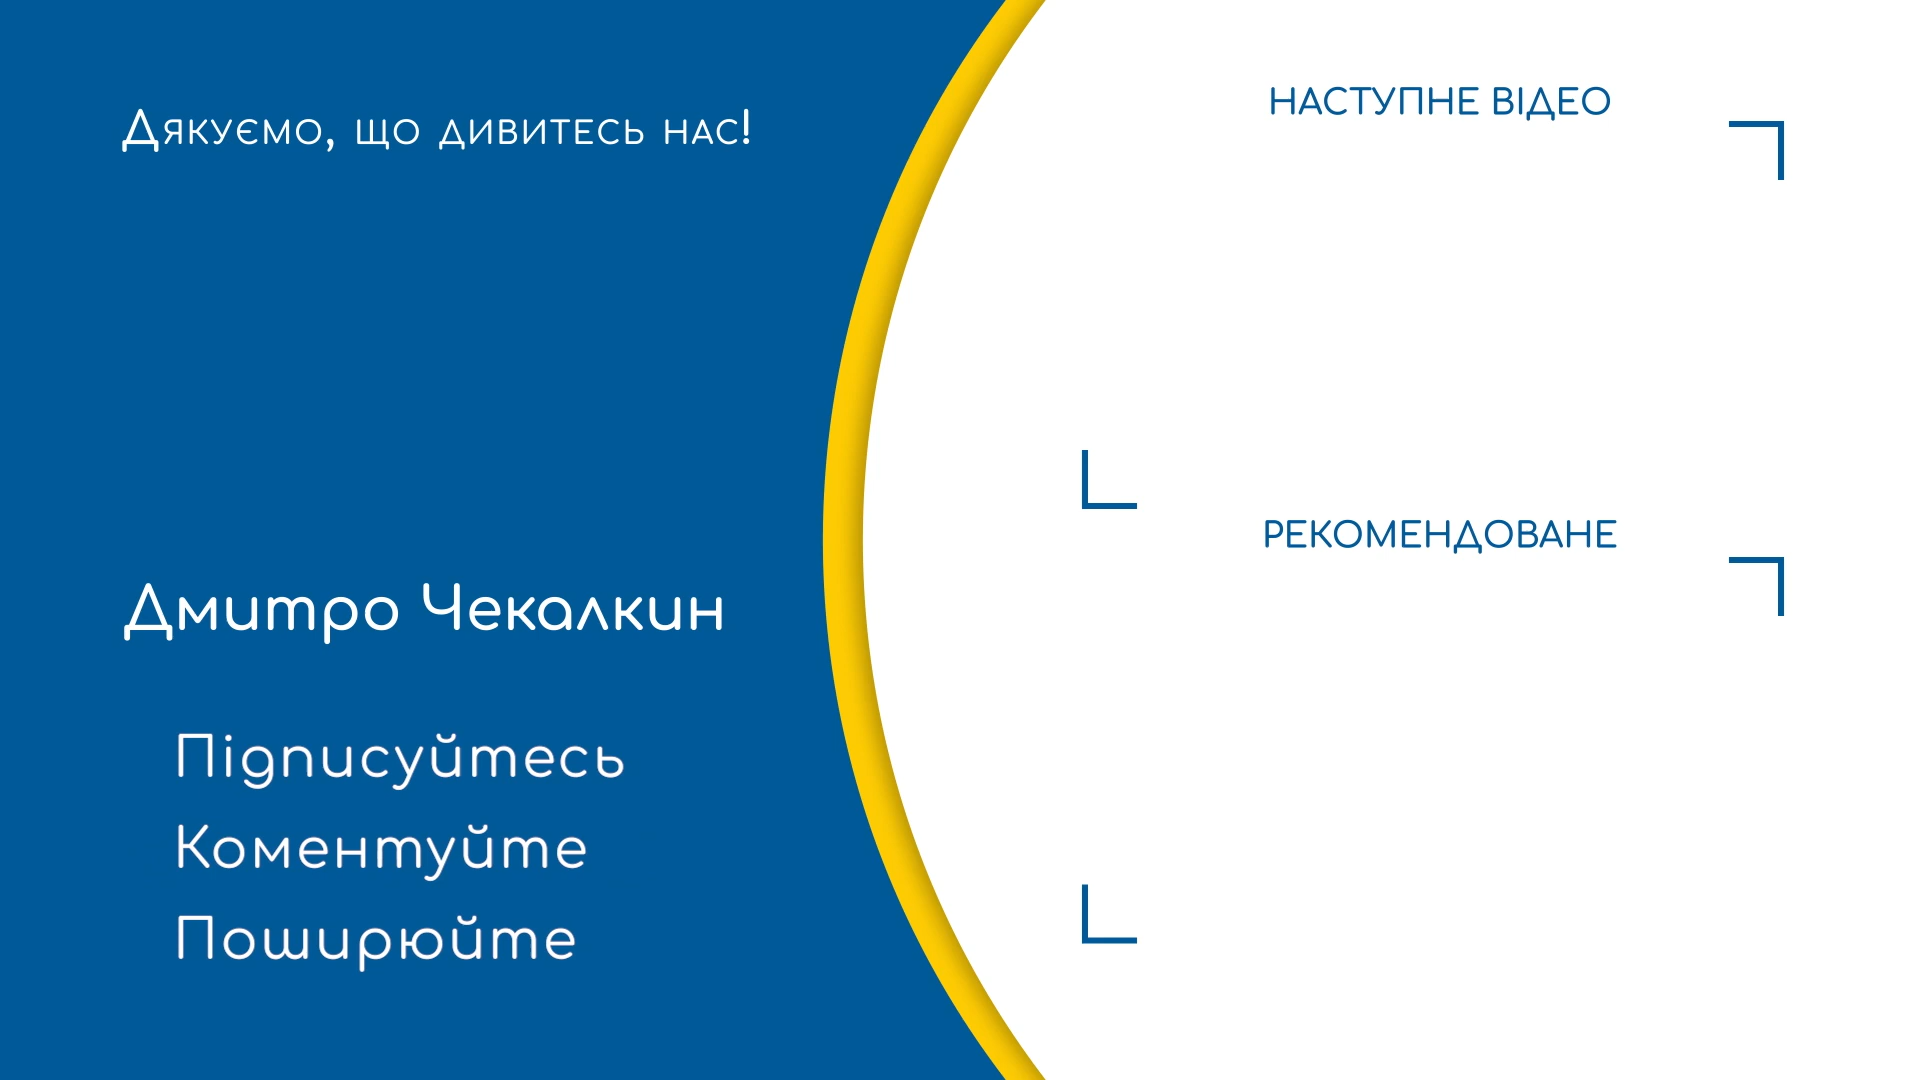 Дякуємо, що дивитесь нас!
Дмитро Чекалкин
Підписуйтесь
Коментуйте
Поширюйте
НАСТУПНЕ ВІДЕО
РЕКОМЕНДОВАНЕ